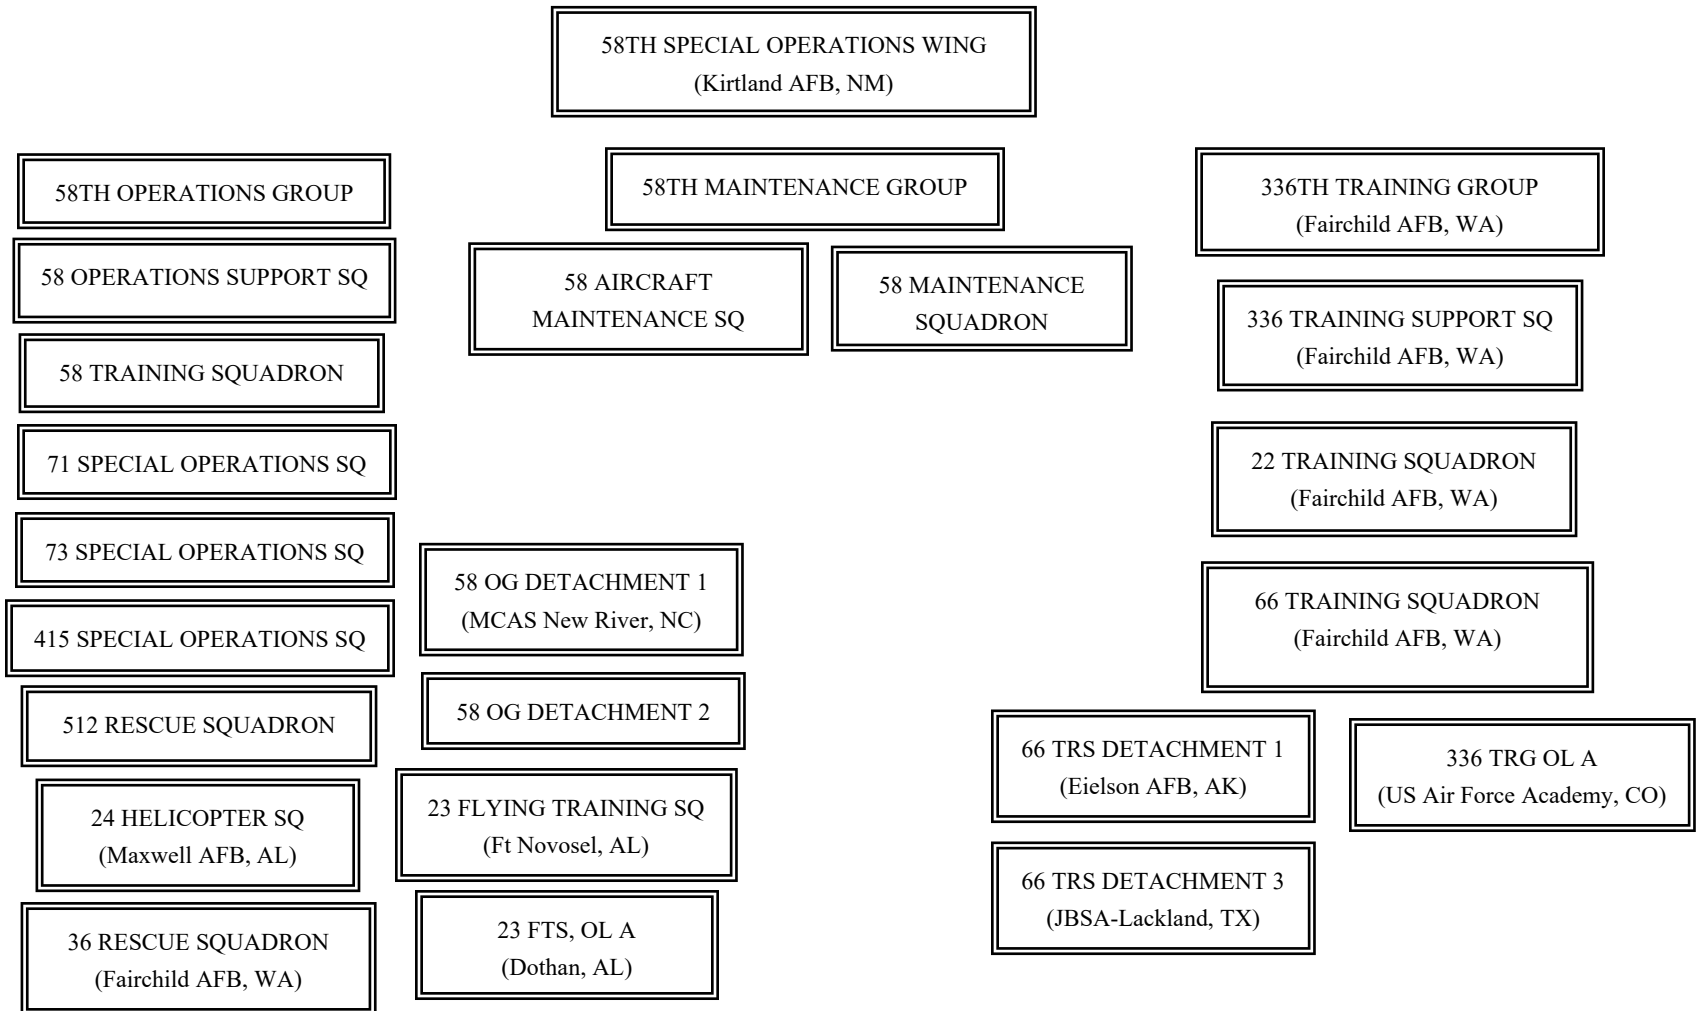 58TH SPECIAL OPERATIONS WING
(Kirtland AFB, NM)
58TH OPERATIONS GROUP
58 OPERATIONS SUPPORT SQ
58 TRAINING SQUADRON
71 SPECIAL OPERATIONS SQ
73 SPECIAL OPERATIONS SQ
415 SPECIAL OPERATIONS SQ
512 RESCUE SQUADRON
24 HELICOPTER SQ
(Maxwell AFB, AL)
36 RESCUE SQUADRON
(Fairchild AFB, WA)
58 OG DETACHMENT 1
(MCAS New River, NC)
58 OG DETACHMENT 2
23 FLYING TRAINING SQ
(Ft Novosel, AL)
23 FTS, OL A
(Dothan, AL)
58TH MAINTENANCE GROUP
58 AIRCRAFT
MAINTENANCE SQ
58 MAINTENANCE
SQUADRON
336TH TRAINING GROUP
(Fairchild AFB, WA)
336 TRAINING SUPPORT SQ
(Fairchild AFB, WA)
22 TRAINING SQUADRON
(Fairchild AFB, WA)
66 TRAINING SQUADRON
(Fairchild AFB, WA)
66 TRS DETACHMENT 1
(Eielson AFB, AK)
66 TRS DETACHMENT 3
(JBSA-Lackland, TX)
336 TRG OL A
(US Air Force Academy, CO)